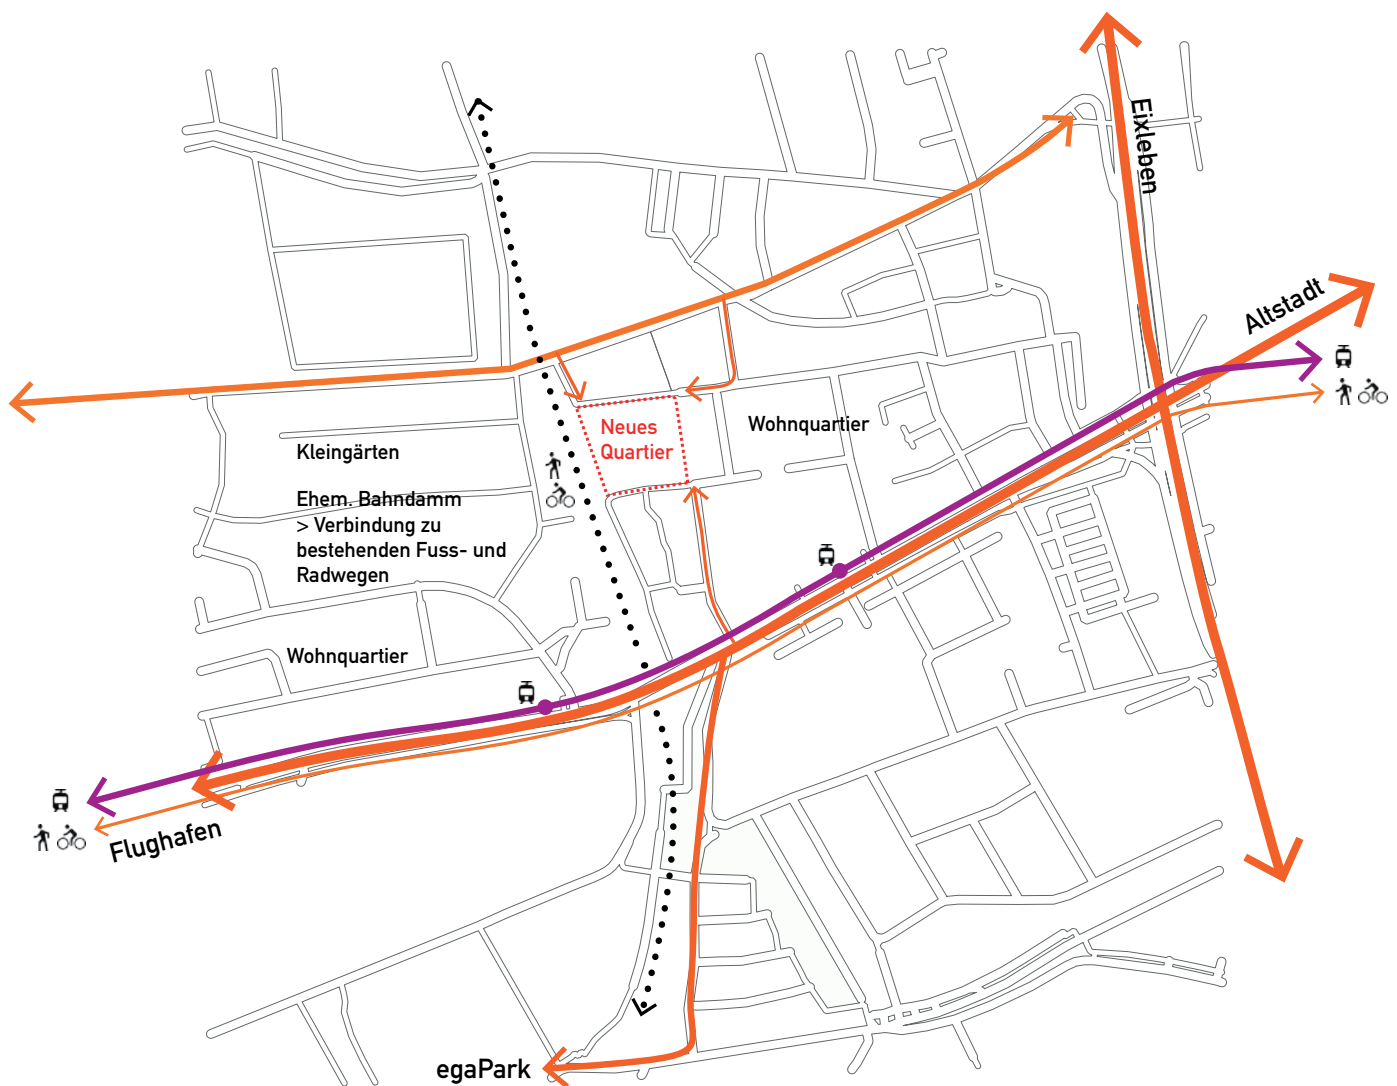 Eixleben
Altstadt
Neues
Quartier
Wohnquartier
Kleingärten
Ehem. Bahndamm
> Verbindung zu
bestehenden Fuss- und
Radwegen
Wohnquartier
Flughafen
egaPark